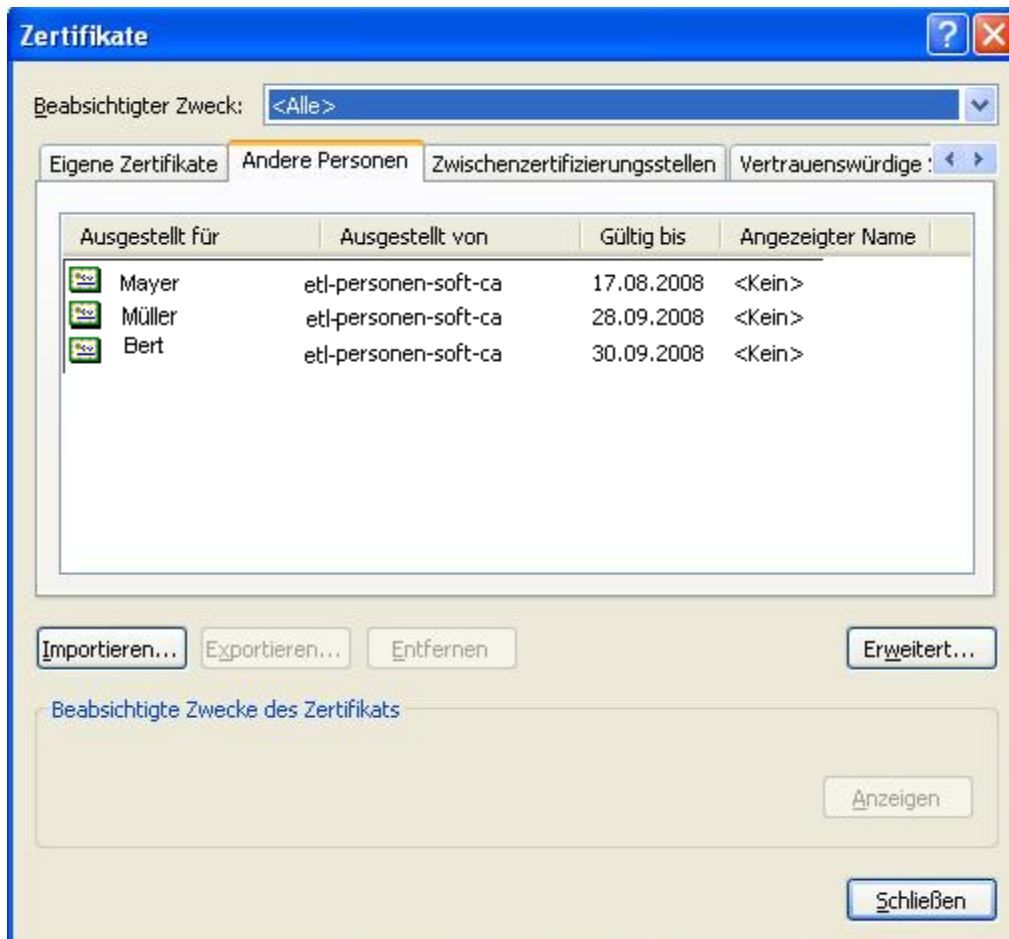 Zertifikate
Beabsichtigter Zweck: <Alle>
Eigene Zertifikate Andere Personen Zwischenzertifizierungsstellen Vertrauenswürdige
Ausgestellt für Ausgestellt von Gültig bis Angezeigter Name
Mayer etl-personen-soft-ca 17.08.2008 <Kein>
Müller etl-personen-soft-ca 28.09.2008 <Kein>
Bert etl-personen-soft-ca 30.09.2008 <Kein>
Importieren... Exportieren... Entfernen Erweitert...
Beabsichtigte Zwecke des Zertifikats
Anzeigen
Schließen